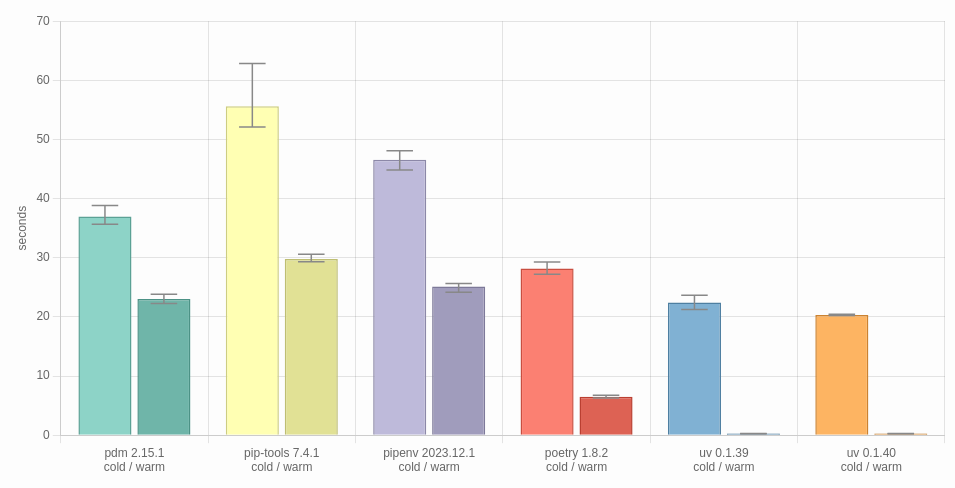 70
60
50
40
30
20
10
0
seconds
pdm 2.15.1
cold / warm
pip-tools 7.4.1
cold / warm
pipenv 2023.12.1
cold / warm
poetry 1.8.2
cold / warm
uv 0.1.39
cold / warm
uv 0.1.40
cold / warm